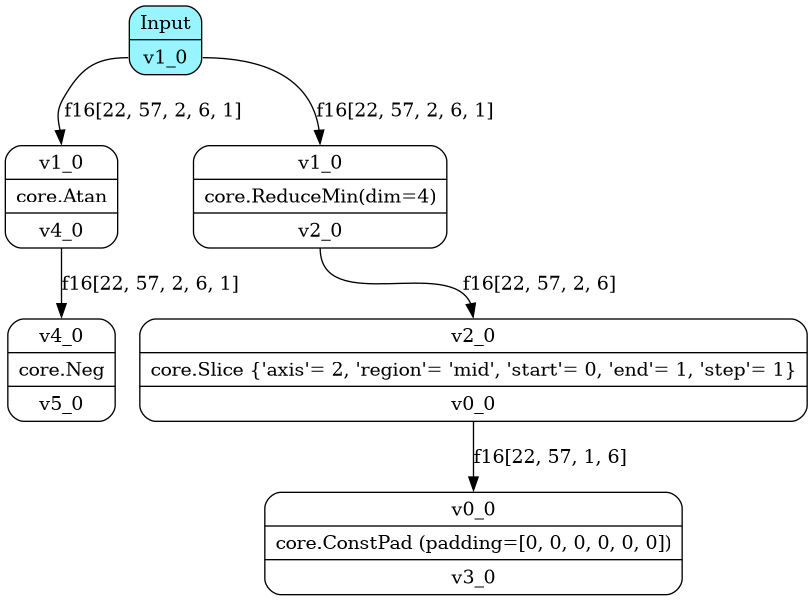 Input
v1_0
f16[22, 57, 2, 6, 1]
f16[22, 57, 2, 6, 1]
v1_0
core.Atan
v4_0
v1_0
core.ReduceMin(dim=4)
v2_0
f16[22, 57, 2, 6, 1]
f16[22, 57, 2, 6]
v4_0
core.Neg
v5_0
v2_0
core.Slice {'axis'= 2, 'region'= 'mid', 'start'= 0, 'end'= 1, 'step'= 1}
v0_0
f16[22, 57, 1, 6]
v0_0
core.ConstPad (padding=[0, 0, 0, 0, 0, 0])
v3_0